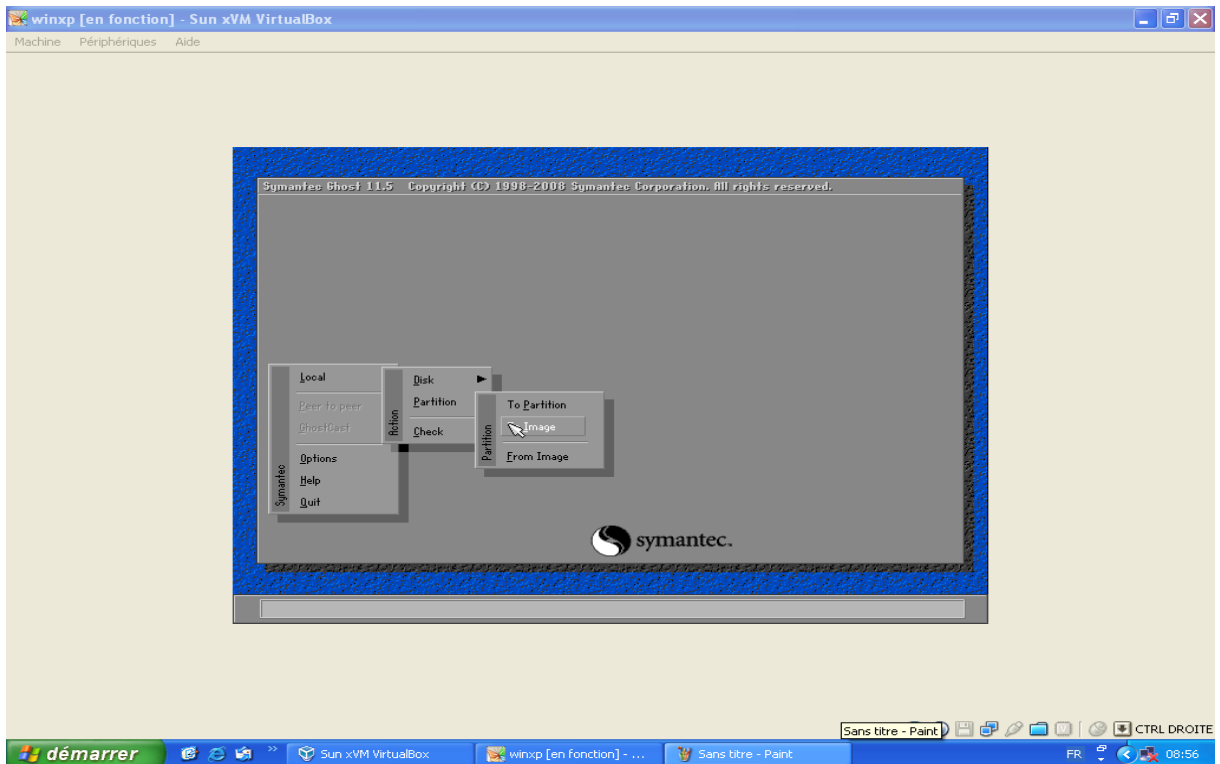 winxp [en fonction] - Sun xVM VirtualBox
Machine Périphériques Aide
Symantec Ghost 11.5 Copyright (C) 1998-2008 Symantec Corporation. All rights reserved.
Symantec
Local
Peer to peer
GhostCast
Options
Help
Quit
Action
Disk
Partition
Check
Partition
To Partition
Image
From Image
symantec.
Sans titre - Paint
CTRL DROITE
démarrer
Sun xVM VirtualBox
winxp [en fonction] - ...
Sans titre - Paint
FR
08:56